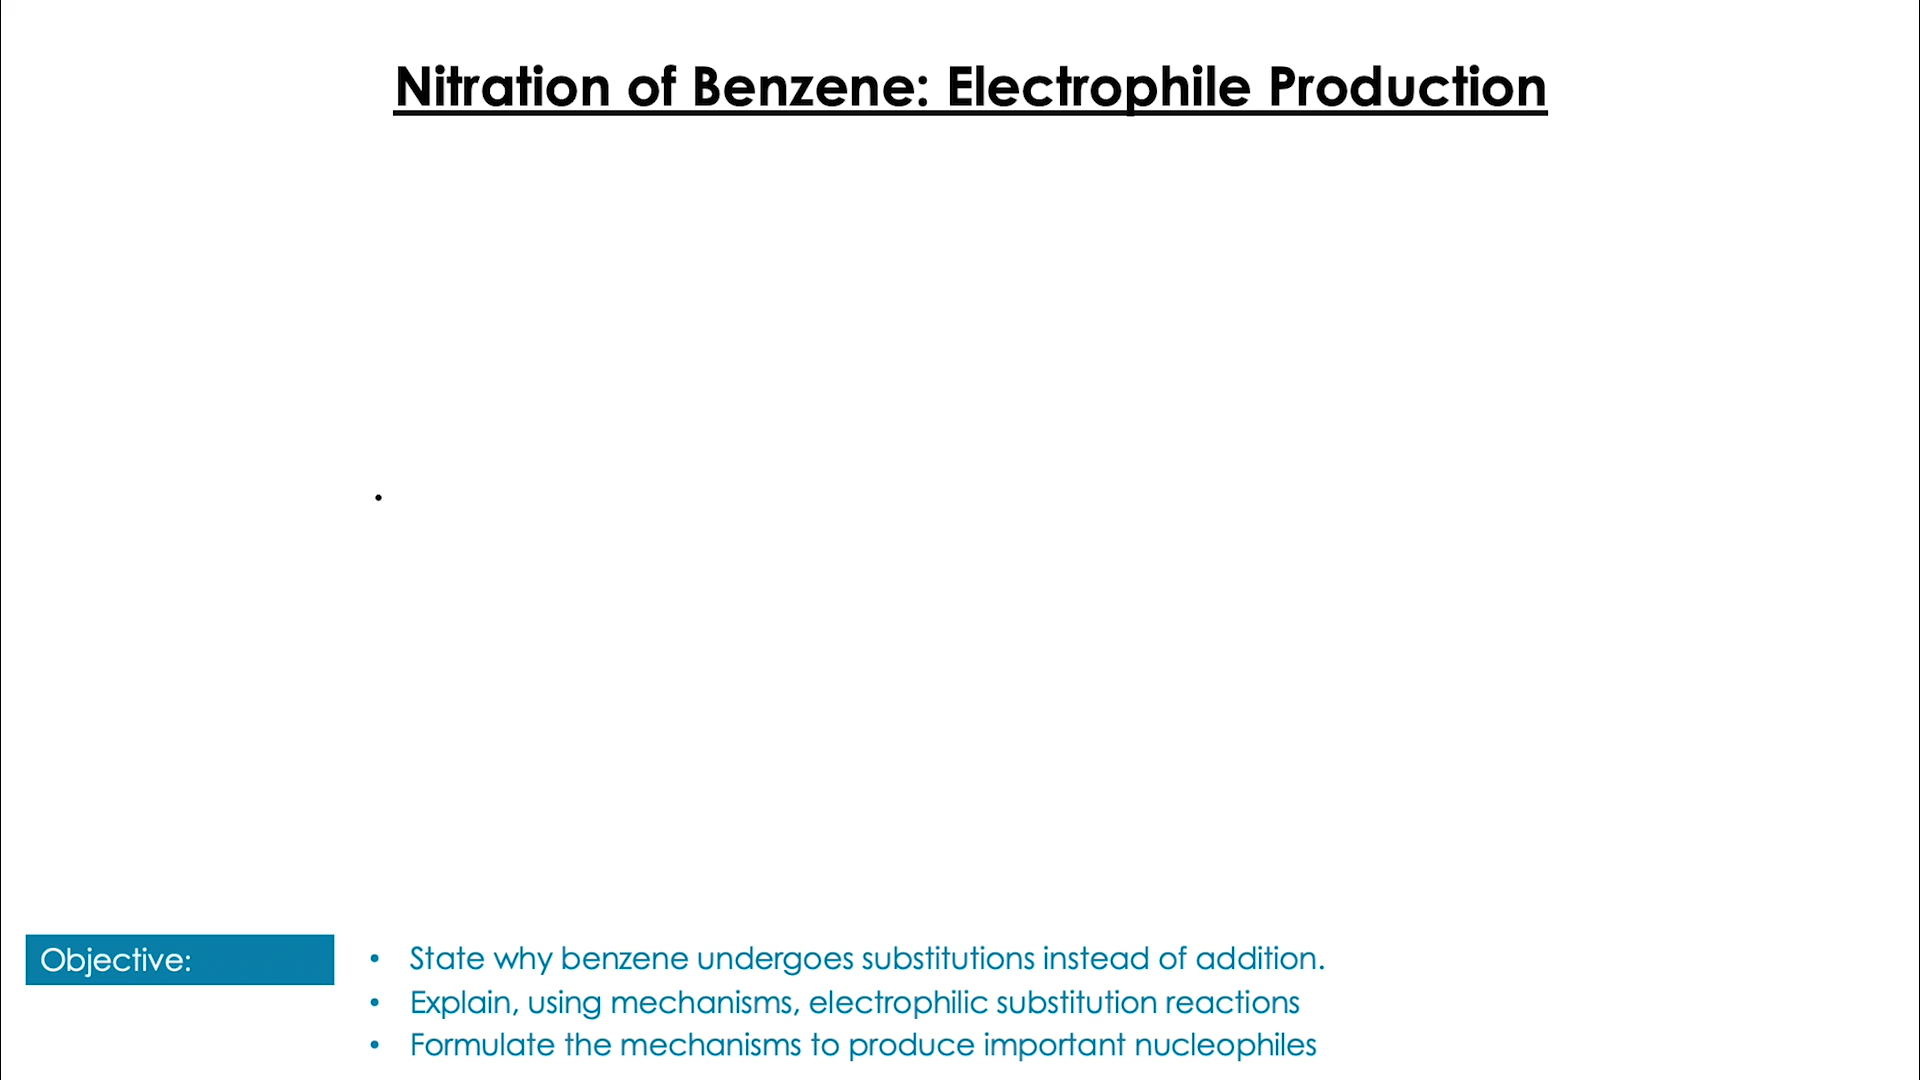 Nitration of Benzene: Electrophile Production
Objective:
• State why benzene undergoes substitutions instead of addition.
• Explain, using mechanisms, electrophilic substitution reactions
• Formulate the mechanisms to produce important nucleophiles